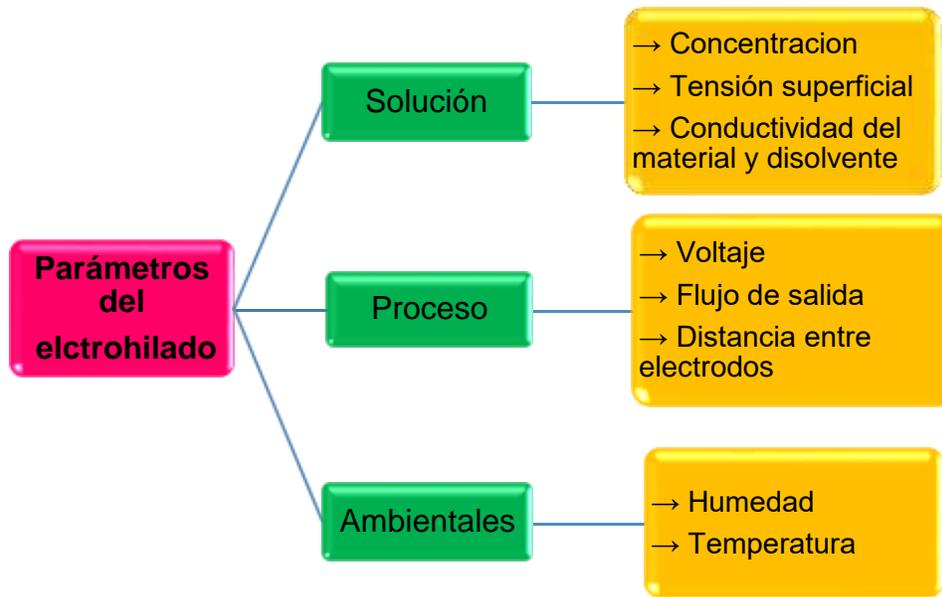 Parámetros
del
elctrohilado
Solución
→ Concentracion
→ Tensión superficial
→ Conductividad del
material y disolvente
Proceso
→ Voltaje
→ Flujo de salida
→ Distancia entre
electrodos
Ambientales
→ Humedad
→ Temperatura